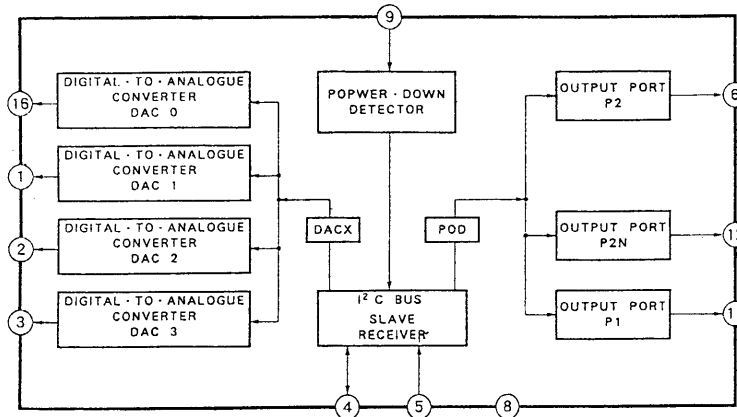 9
DIGITAL·TO·ANALOGUE
CONVERTER
DAC 0
16
DIGITAL·TO·ANALOGUE
CONVERTER
DAC 1
1
DIGITAL·TO·ANALOGUE
CONVERTER
DAC 2
2
DIGITAL·TO·ANALOGUE
CONVERTER
DAC 3
3
POPWER·DOWN
DETECTOR
DACX
POD
I² C BUS
SLAVE
RECEIVER
4
5
8
OUTPUT PORT
P2
6
OUTPUT PORT
P2N
OUTPUT PORT
P1